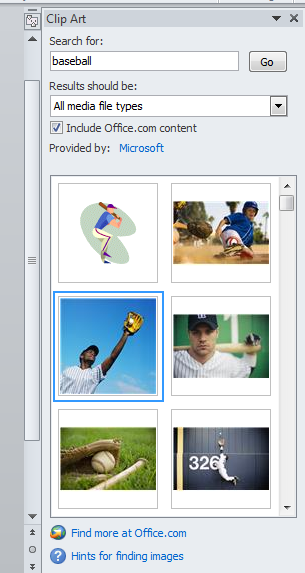 Clip Art
Search for:
baseball
Go
Results should be:
All media file types
Include Office.com content
Provided by: Microsoft
326
Find more at Office.com
Hints for finding images